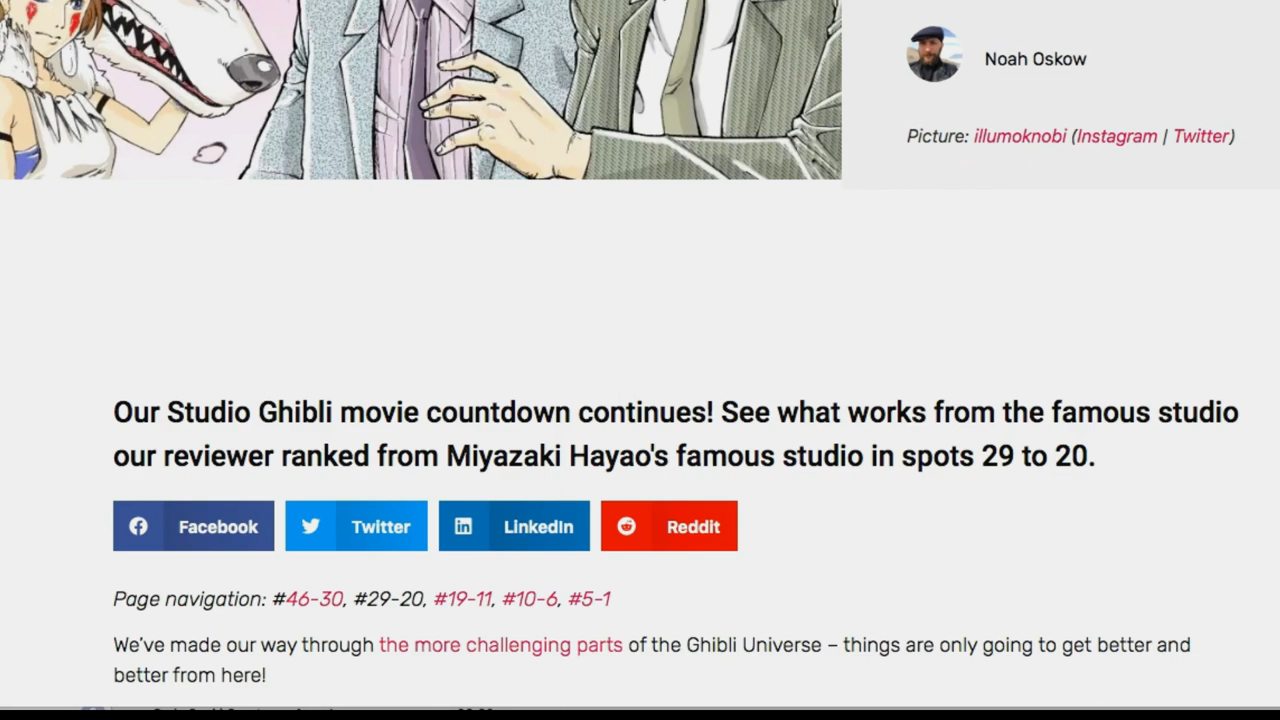 Noah Oskow
Picture: illumoknobi (Instagram | Twitter)
Our Studio Ghibli movie countdown continues! See what works from the famous studio
our reviewer ranked from Miyazaki Hayao's famous studio in spots 29 to 20.
Facebook
Twitter
LinkedIn
Reddit
Page navigation: #46-30, #29-20, #19-11, #10-6, #5-1
We've made our way through the more challenging parts of the Ghibli Universe – things are only going to get better and
better from here!